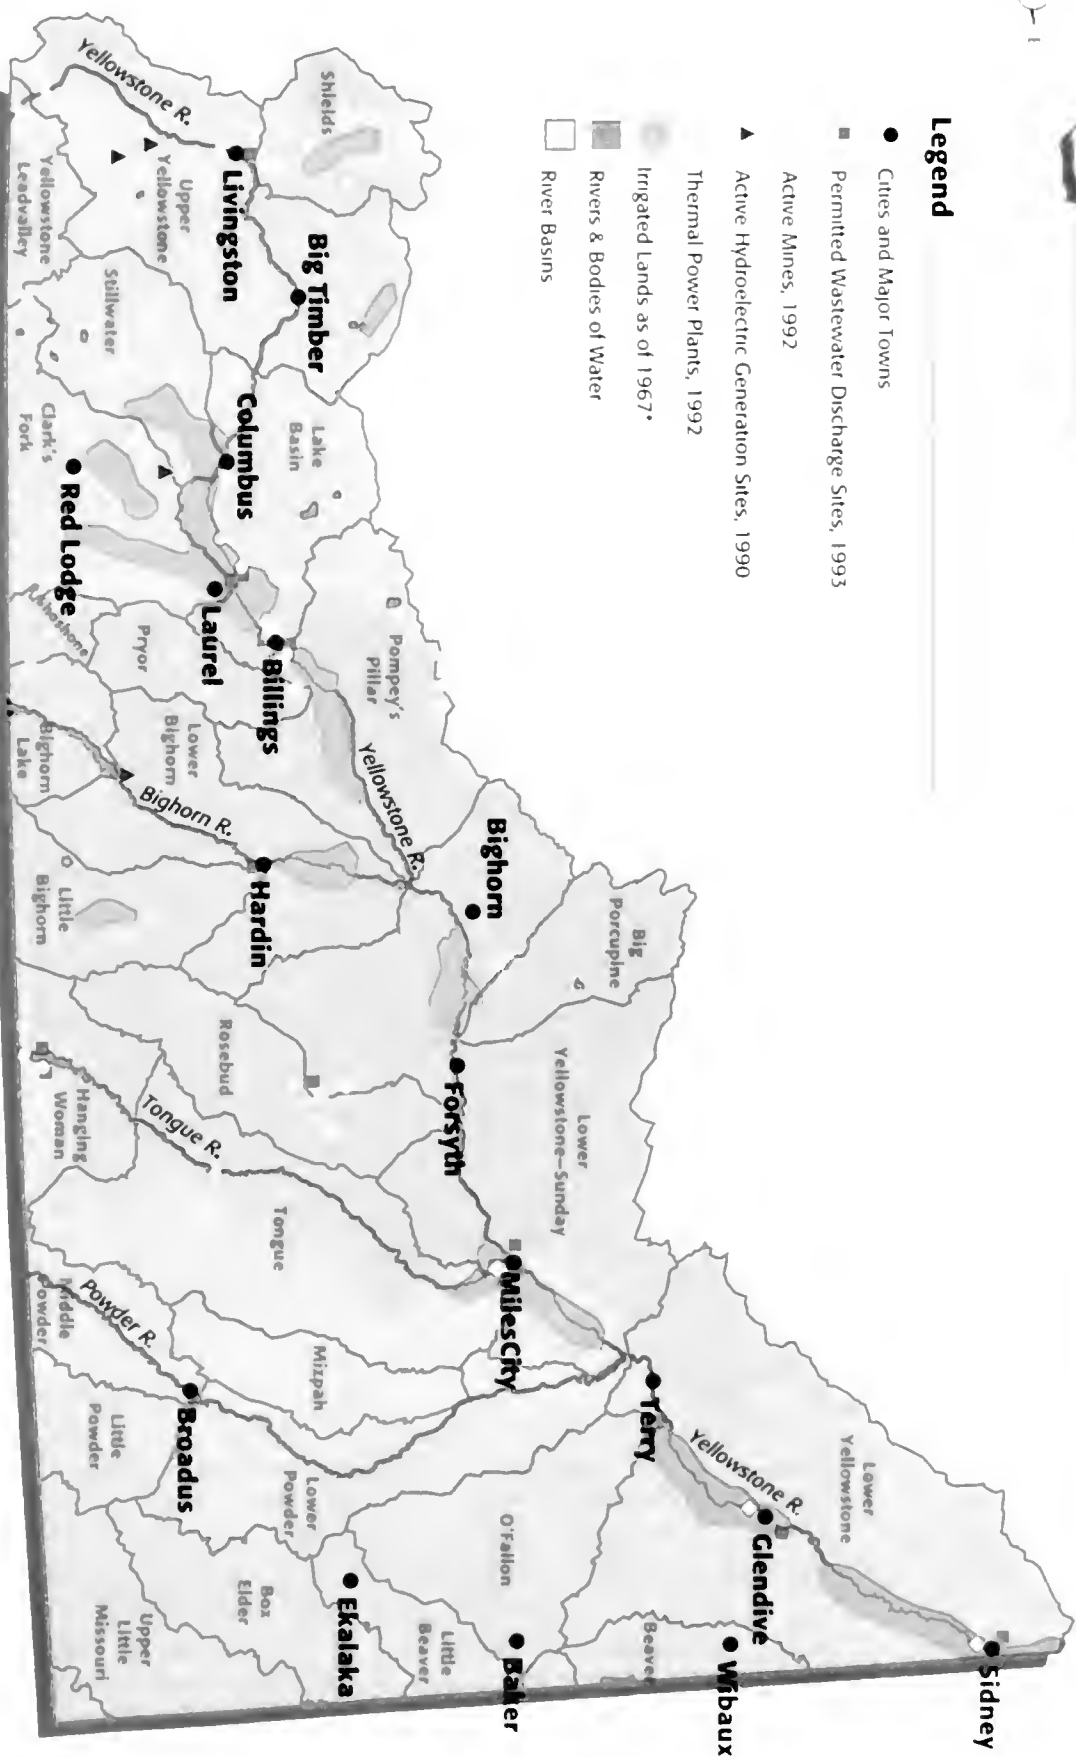 Legend
Cities and Major Towns
Permitted Wastewater Discharge Sites, 1993
Active Mines, 1992
Active Hydroelectric Generation Sites, 1990
Thermal Power Plants, 1992
Irrigated Lands as of 1967*
Rivers & Bodies of Water
River Basins
Yellowstone R.
Shields
Livingston
Upper
Yellowstone
Yellowstone
Leadvalley
Big Timber
Stillwater
Columbus
Lake
Basin
Clark's
Fork
Red Lodge
Laurel
Shoshone
Pryor
Billings
Pompey's
Pillar
Yellowstone R.
Lower
Bighorn
Bighorn
Lake
Bighorn R.
Bighorn
Hardin
Little
Bighorn
Big
Porcupine
Rosebud
Forsyth
Lower
Yellowstone–Sunday
Hanging
Woman
Tongue R.
Tongue
Miles City
Middle
Powder
Powder R.
Mizpah
Broadus
Little
Powder
Lower
Powder
Terry
Yellowstone R.
Lower
Yellowstone
Glendive
O'Fallon
Box
Elder
Ekalaka
Upper
Little
Missouri
Little
Beaver
Baker
Beaver
Wibaux
Sidney